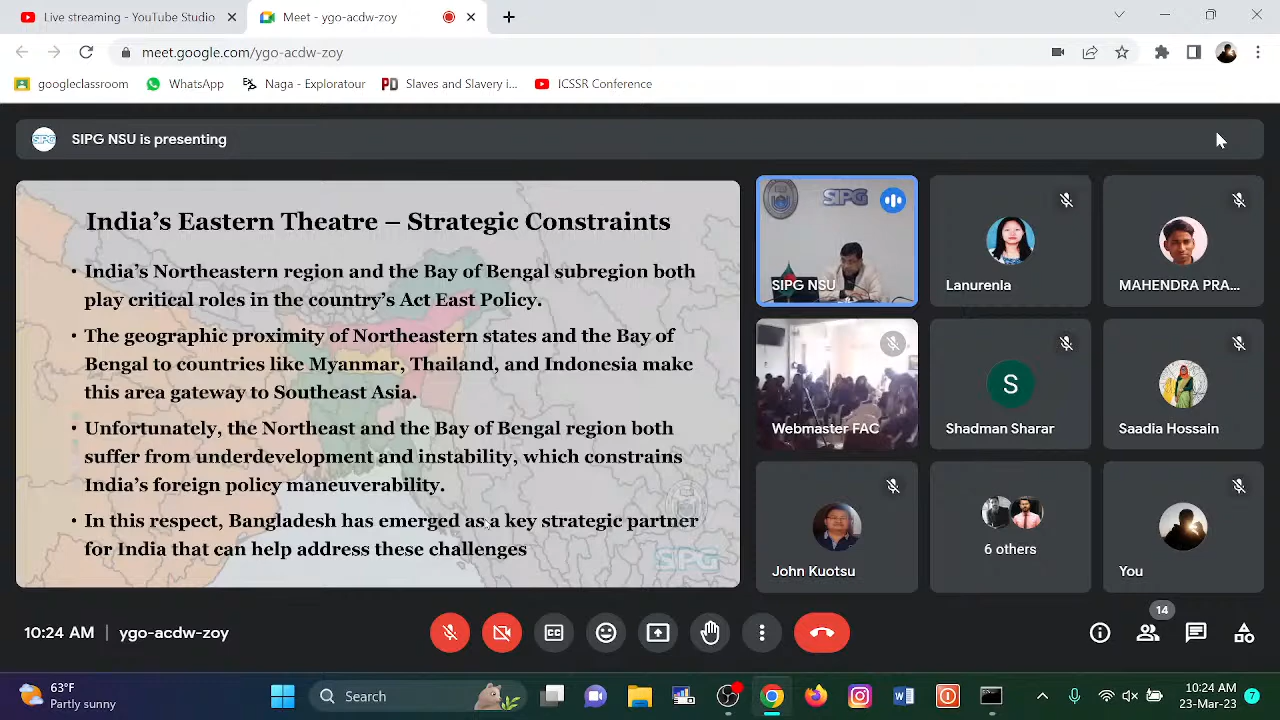 Live streaming - YouTube Studio
Meet - ygo-acdw-zoy
meet.google.com/ygo-acdw-zoy
googleclassroom
WhatsApp
Naga - Exploratour
PD
Slaves and Slavery i...
ICSSR Conference
SIPG
SIPG NSU is presenting
India's Eastern Theatre – Strategic Constraints
• India's Northeastern region and the Bay of Bengal subregion both
play critical roles in the country's Act East Policy.
• The geographic proximity of Northeastern states and the Bay of
Bengal to countries like Myanmar, Thailand, and Indonesia make
this area gateway to Southeast Asia.
• Unfortunately, the Northeast and the Bay of Bengal region both
suffer from underdevelopment and instability, which constrains
India's foreign policy maneuverability.
• In this respect, Bangladesh has emerged as a key strategic partner
for India that can help address these challenges
SIPG
SIPG
SIPG NSU
Lanurenla
MAHENDRA PRA...
Webmaster FAC
S
Shadman Sharar
Saadia Hossain
John Kuotsu
6 others
You
10:24 AM | ygo-acdw-zoy
14
63°F
Partly sunny
Search
10:24 AM
23-Mar-23
7